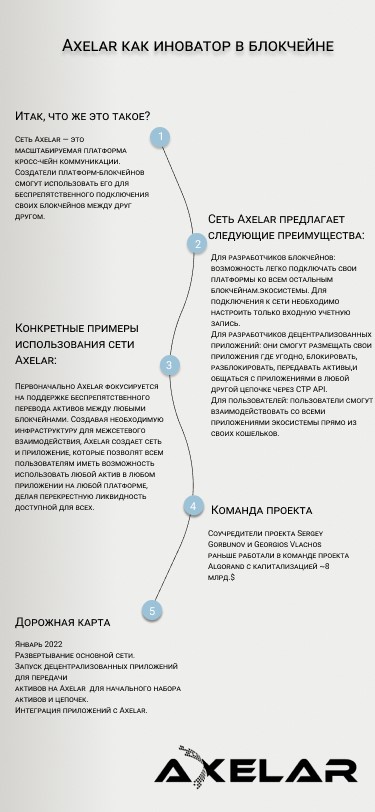 Axelar как иноватор в блокчейне
Итак, что же это такое?
1
Сеть Axelar — это
масштабируемая платформа
кросс-чейн коммуникации.
Создатели платформ-блокчейнов
смогут использовать его для
беспрепятственного подключения
своих блокчейнов между друг
другом.
Сеть Axelar предлагает
следующие преимущества:
2
Для разработчиков блокчейнов:
возможность легко подключать свои
платформы ко всем остальным
блокчейнам.экосистемы. Для
подключения к сети необходимо
настроить только входную учетную
запись.
Для разработчиков децентрализованных
приложений: они смогут размещать свои
приложения где угодно, блокировать,
разблокировать, передавать активы,и
общаться с приложениями в любой
другой цепочке через CTP API.
Для пользователей: пользователи смогут
взаимодействовать со всеми
приложениями экосистемы прямо из
своих кошельков.
Конкретные примеры
использования сети
Axelar:
3
Первоначально Axelar фокусируется
на поддержке беспрепятственного
перевода активов между любыми
блокчейнами. Создавая необходимую
инфраструктуру для межсетевого
взаимодействия, Axelar создает сеть
и приложение, которые позволят всем
пользователям иметь возможность
использовать любой актив в любом
приложении на любой платформе,
делая перекрестную ликвидность
доступной для всех.
4
Команда проекта
Соучредители проекта Sergey
Gorbunov и Georgios Vlachos
раньше работали в команде проекта
Algorand с капитализацией ~8
млрд.$
5
Дорожная карта
Январь 2022
Развертывание основной сети.
Запуск децентрализованных приложений
для передачи
активов на Axelar для начального набора
активов и цепочек.
Интеграция приложений с Axelar.
AXELAR